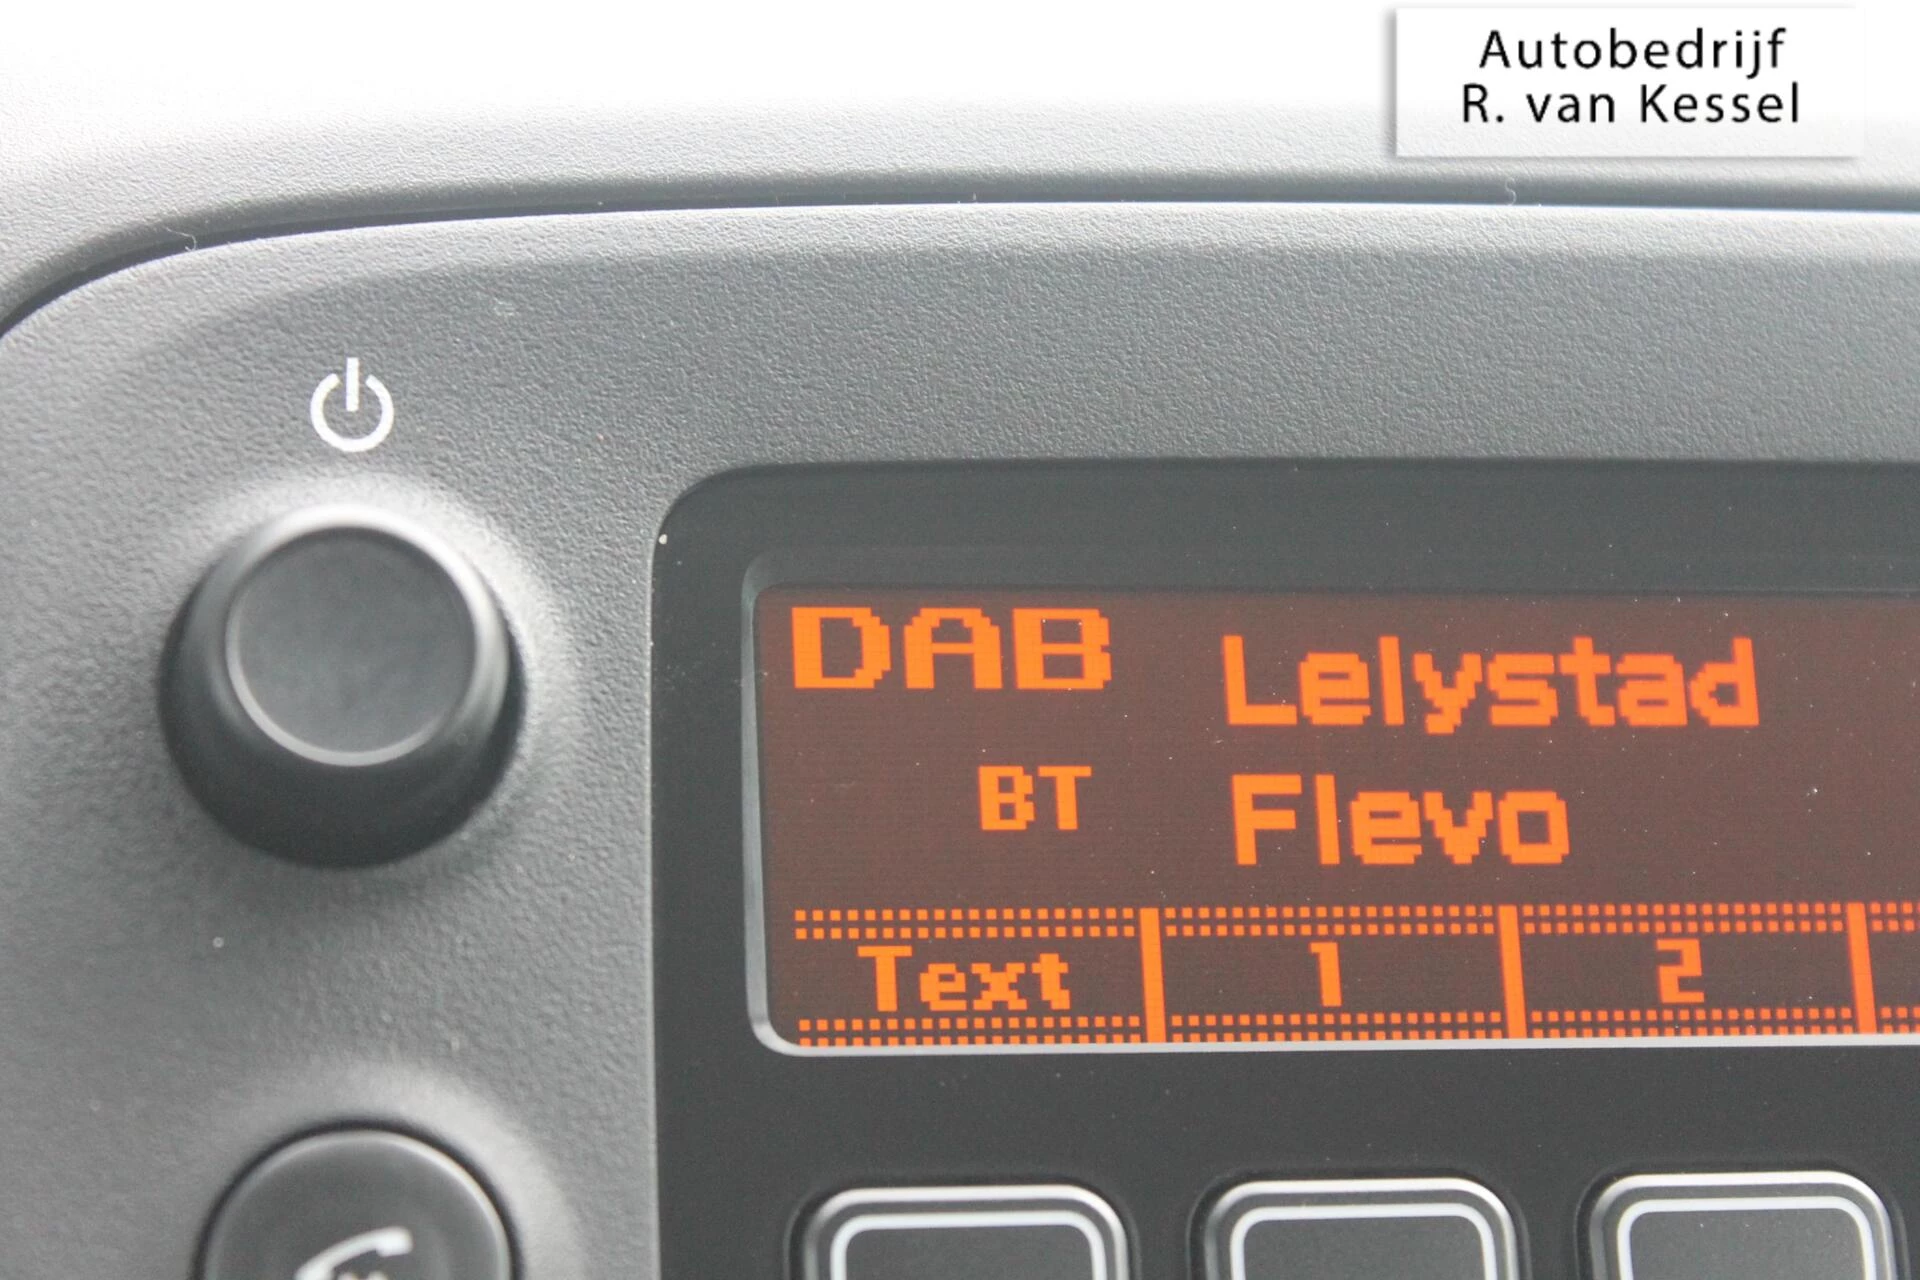 Autobedrijf
R. van Kessel
DAB Lelystad
BT Flevo
Text 1 2